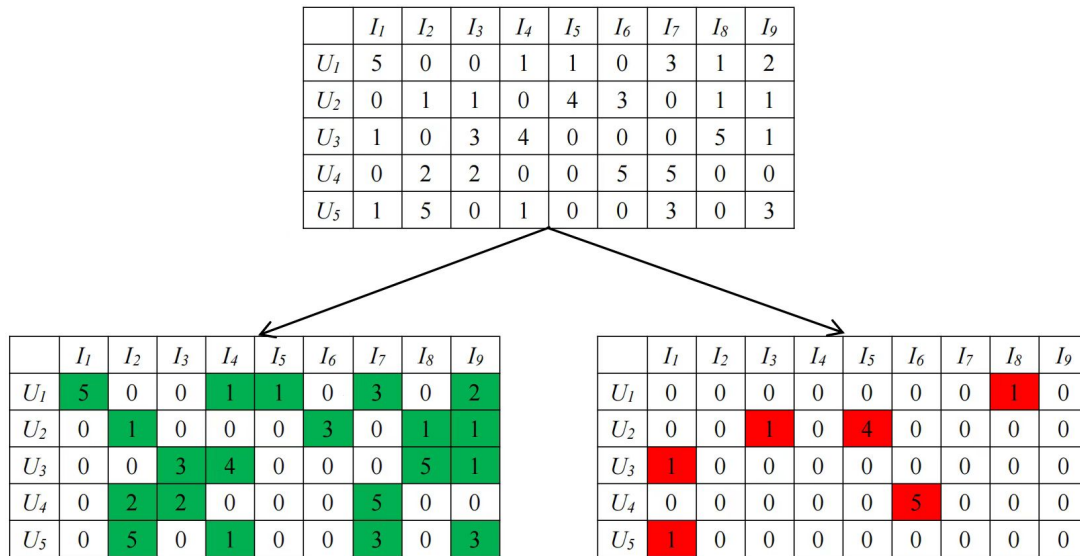 I1 I2 I3 I4 I5 I6 I7 I8 I9
U1 5 0 0 1 1 0 3 1 2
U2 0 1 1 0 4 3 0 1 1
U3 1 0 3 4 0 0 0 5 1
U4 0 2 2 0 0 5 5 0 0
U5 1 5 0 1 0 0 3 0 3
I1 I2 I3 I4 I5 I6 I7 I8 I9
U1 5 0 0 1 1 0 3 0 2
U2 0 1 0 0 0 3 0 1 1
U3 0 0 3 4 0 0 0 5 1
U4 0 2 2 0 0 0 5 0 0
U5 0 5 0 1 0 0 3 0 3
I1 I2 I3 I4 I5 I6 I7 I8 I9
U1 0 0 0 0 0 0 0 1 0
U2 0 0 1 0 4 0 0 0 0
U3 1 0 0 0 0 0 0 0 0
U4 0 0 0 0 0 5 0 0 0
U5 1 0 0 0 0 0 0 0 0